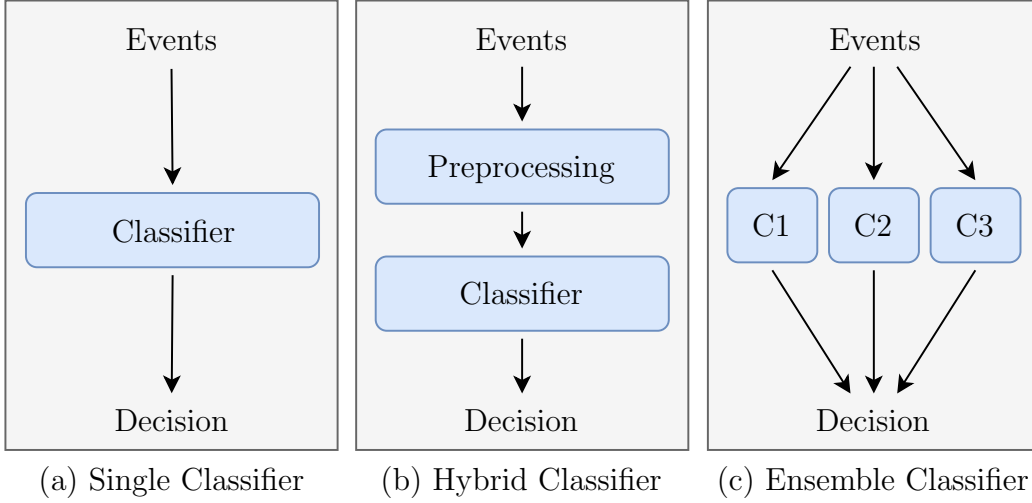 Events
Classifier
Decision
(a) Single Classifier
Events
Preprocessing
Classifier
Decision
(b) Hybrid Classifier
Events
C1 C2 C3
Decision
(c) Ensemble Classifier